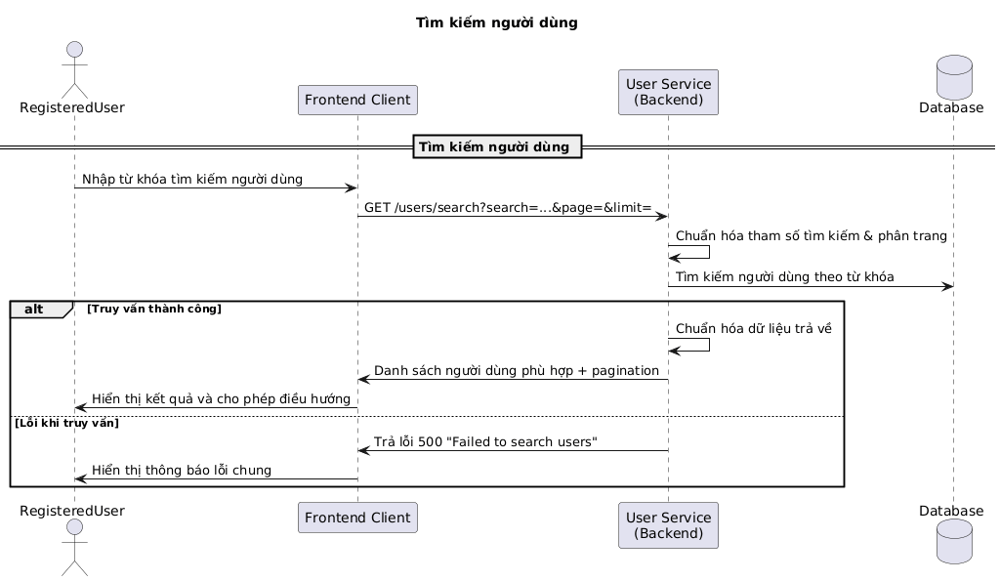 Tìm kiếm người dùng
RegisteredUser
Frontend Client
User Service
(Backend)
Database
Tìm kiếm người dùng
Nhập từ khóa tìm kiếm người dùng
GET /users/search?search=...&page=&limit=
Chuẩn hóa tham số tìm kiếm & phân trang
Tìm kiếm người dùng theo từ khóa
alt [Truy vấn thành công]
Chuẩn hóa dữ liệu trả về
Danh sách người dùng phù hợp + pagination
Hiển thị kết quả và cho phép điều hướng
[Lỗi khi truy vấn]
Trả lỗi 500 "Failed to search users"
Hiển thị thông báo lỗi chung
RegisteredUser
Frontend Client
User Service
(Backend)
Database